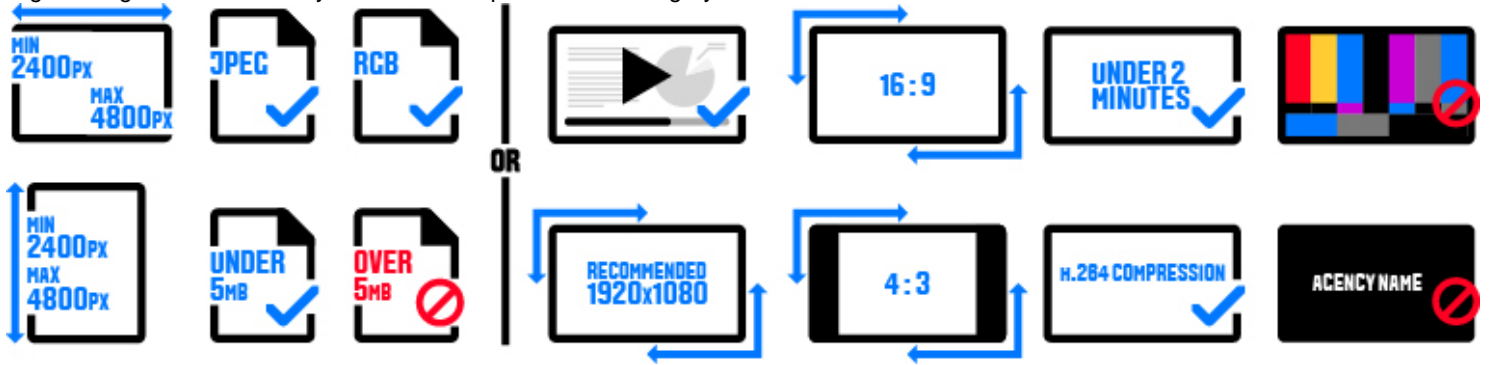 MIN
2400PX
MAX
4800PX
JPEG
RGB
OR
16:9
UNDER 2
MINUTES
MIN
2400PX
MAX
4800PX
UNDER
5MB
OVER
5MB
RECOMMENDED
1920x1080
4:3
H.264 COMPRESSION
AGENCY NAME